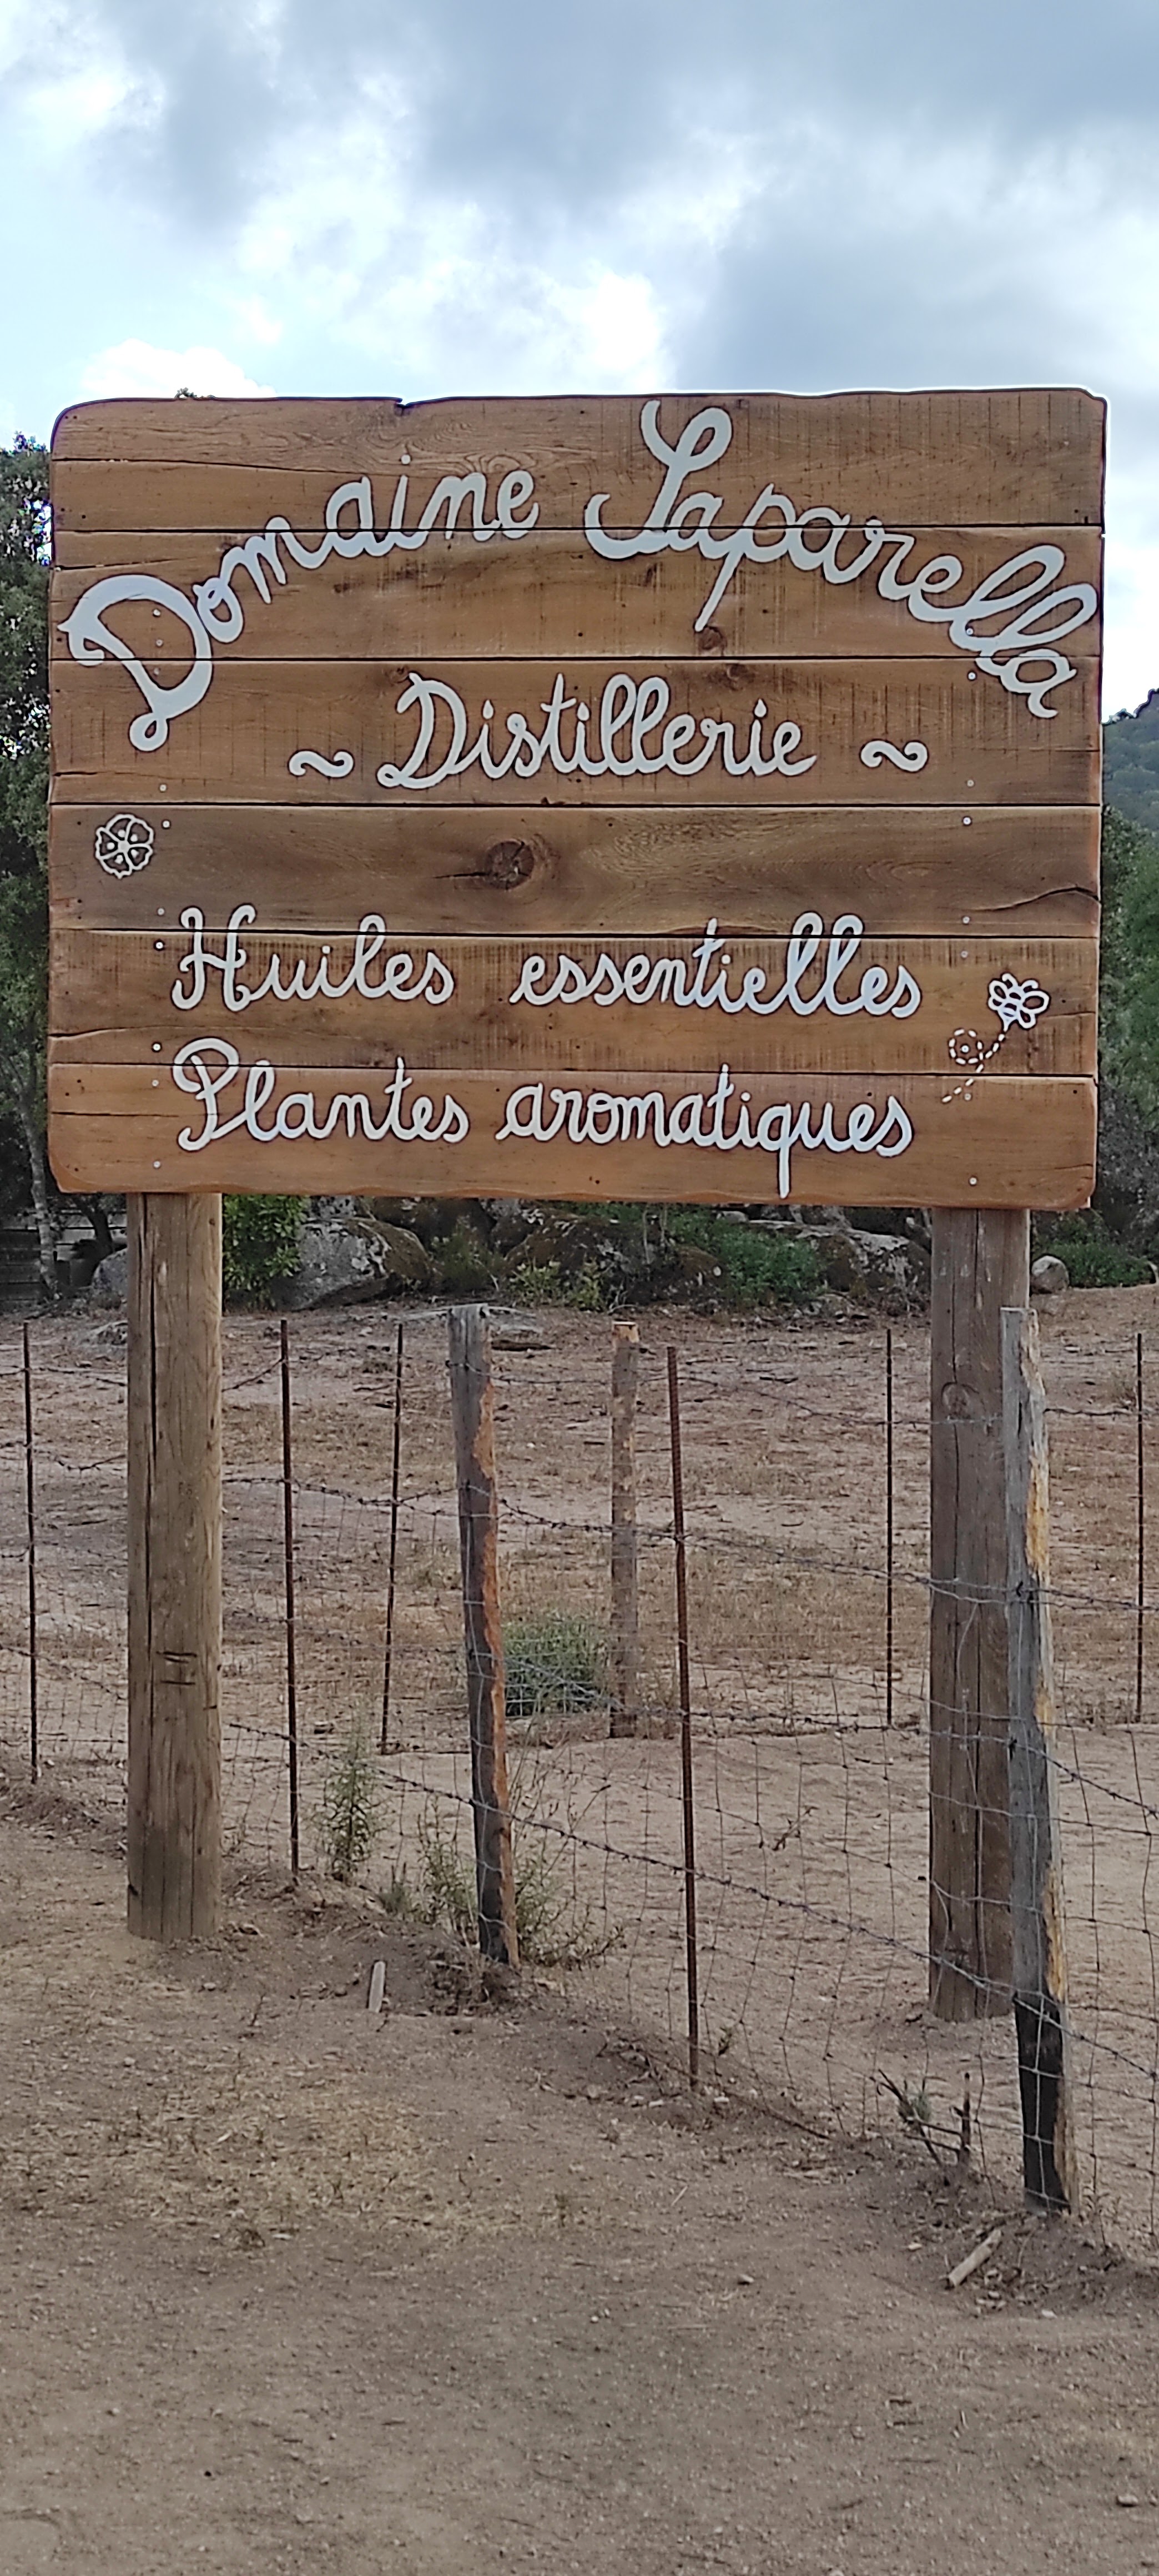 Domaine Saparella
~ Distillerie ~
Huiles essentielles
Plantes aromatiques